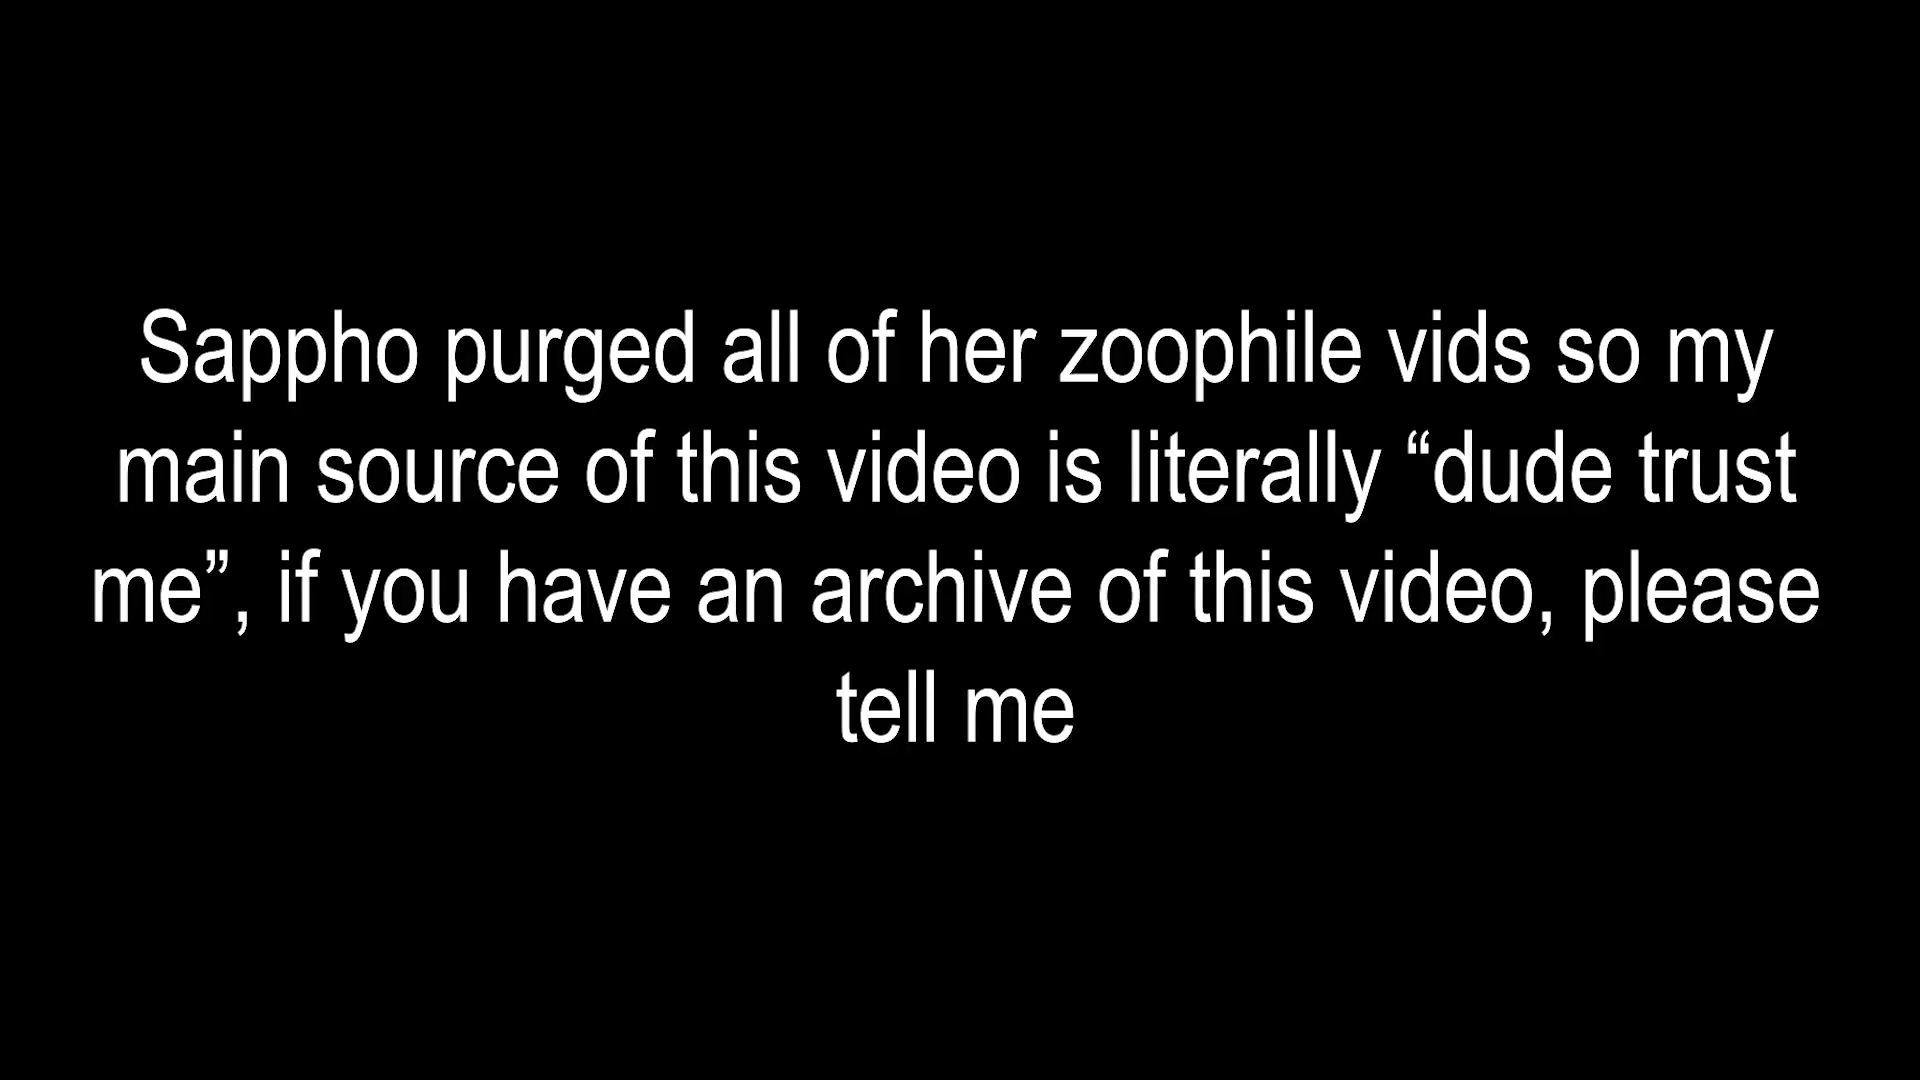 Sappho purged all of her zoophile vids so my
main source of this video is literally “dude trust
me”, if you have an archive of this video, please
tell me